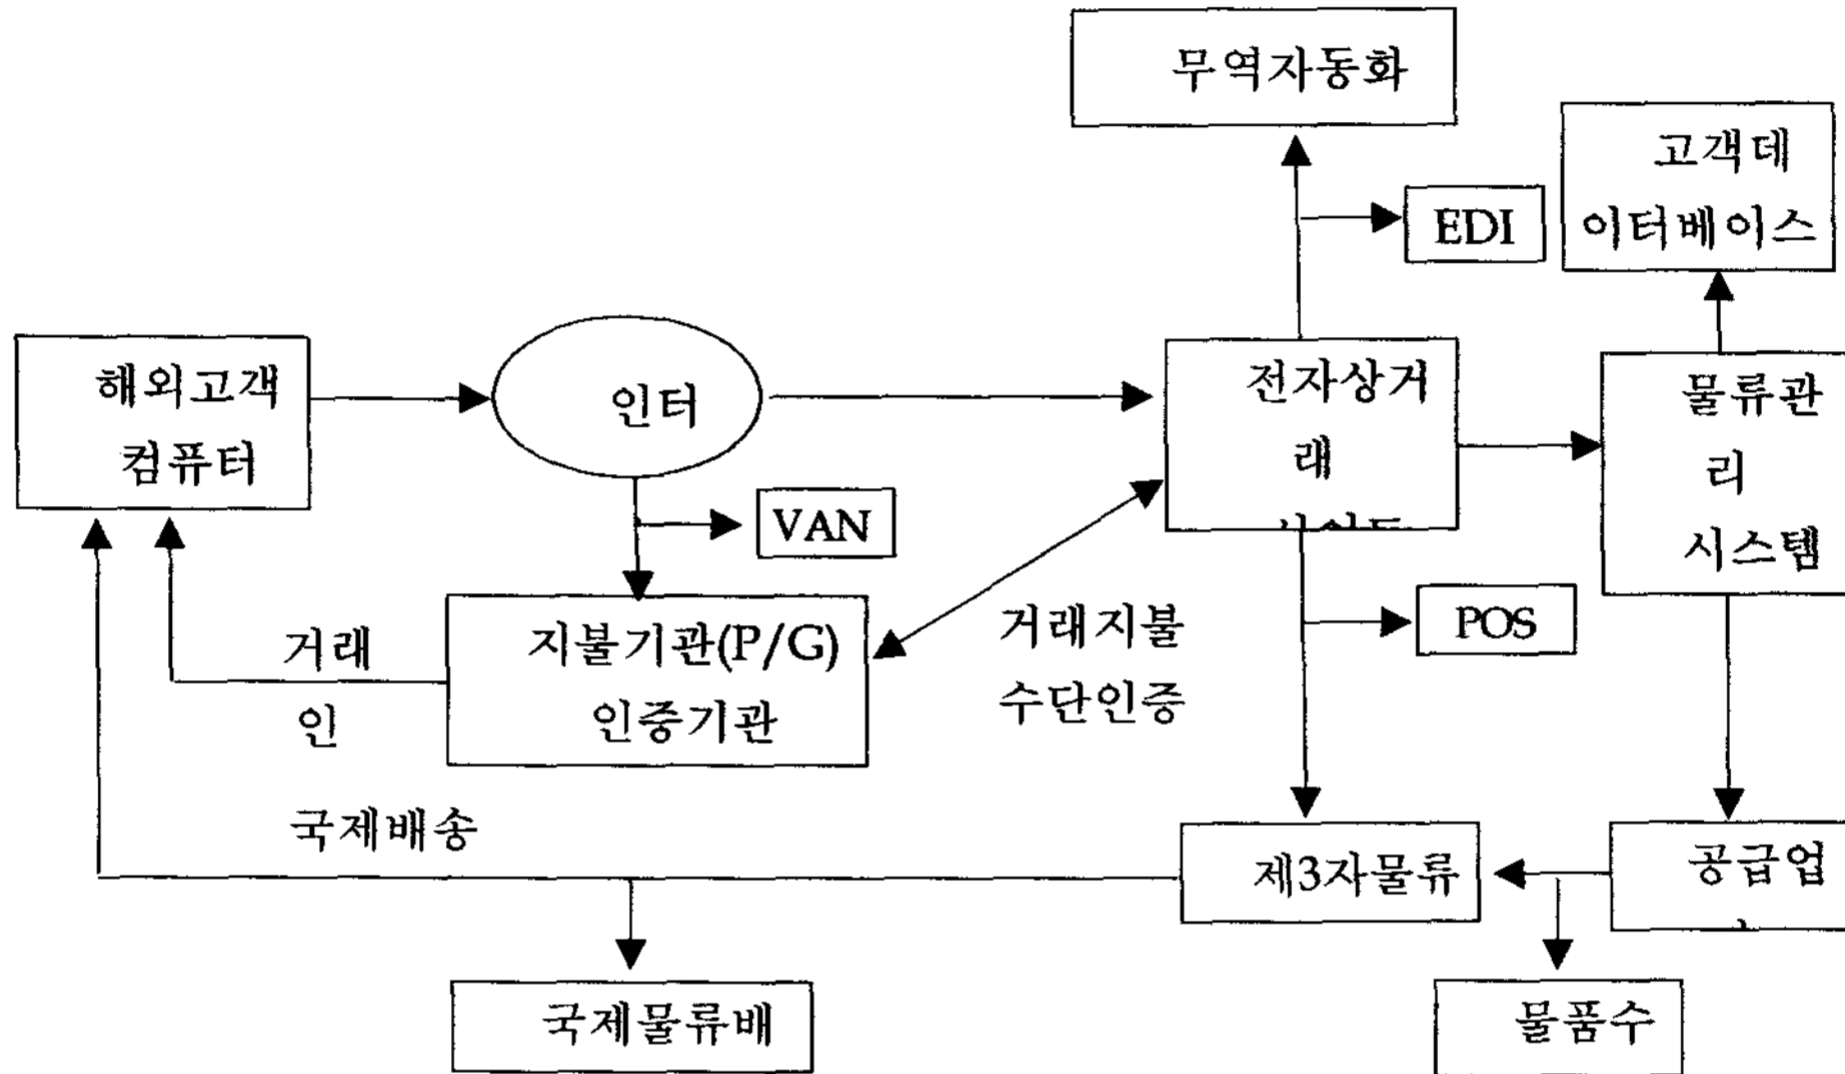 무역자동화
고객데
이터베이스
EDI
해외고객
컴퓨터
인터
전자상거
래
물류관
리
시스템
VAN
지불기관(P/G)
인증기관
거래
인
거래지불
수단인증
POS
국제배송
제3자물류
공급업
국제물류배
물품수